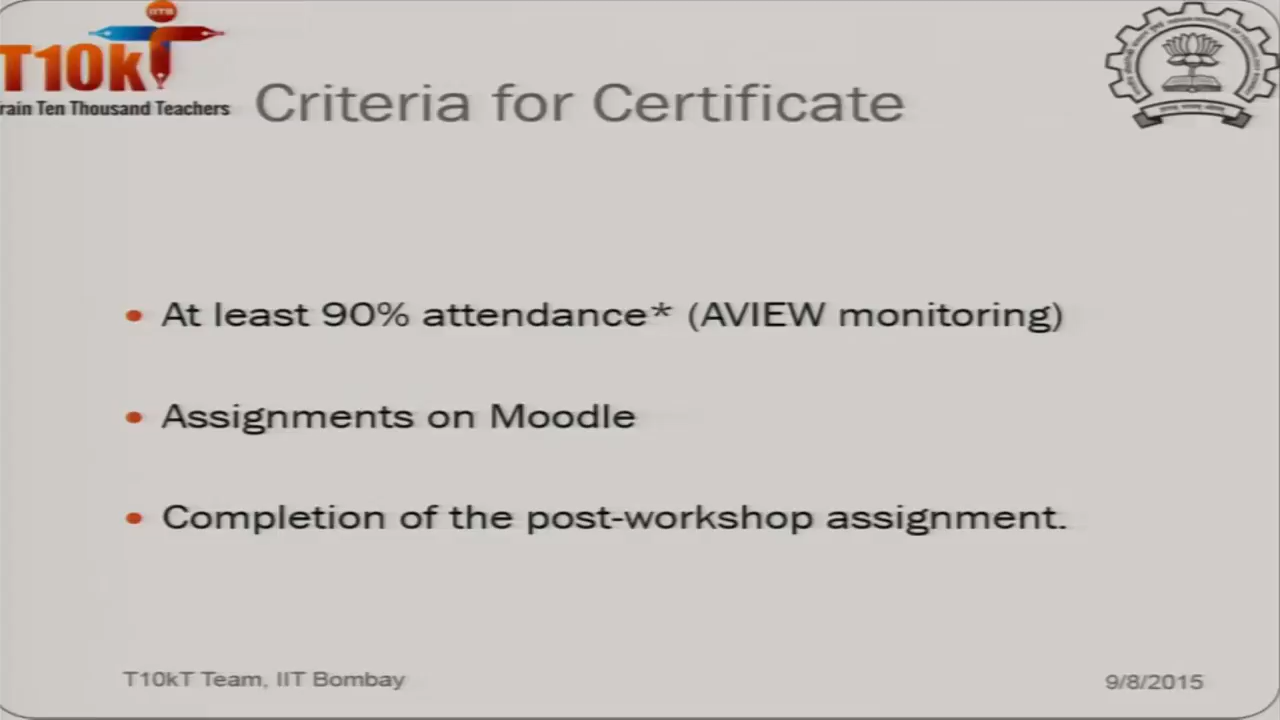 IITB
T10kT
rain Ten Thousand Teachers
Criteria for Certificate
• At least 90% attendance* (AVIEW monitoring)
• Assignments on Moodle
• Completion of the post-workshop assignment.
T10kT Team, IIT Bombay
9/8/2015